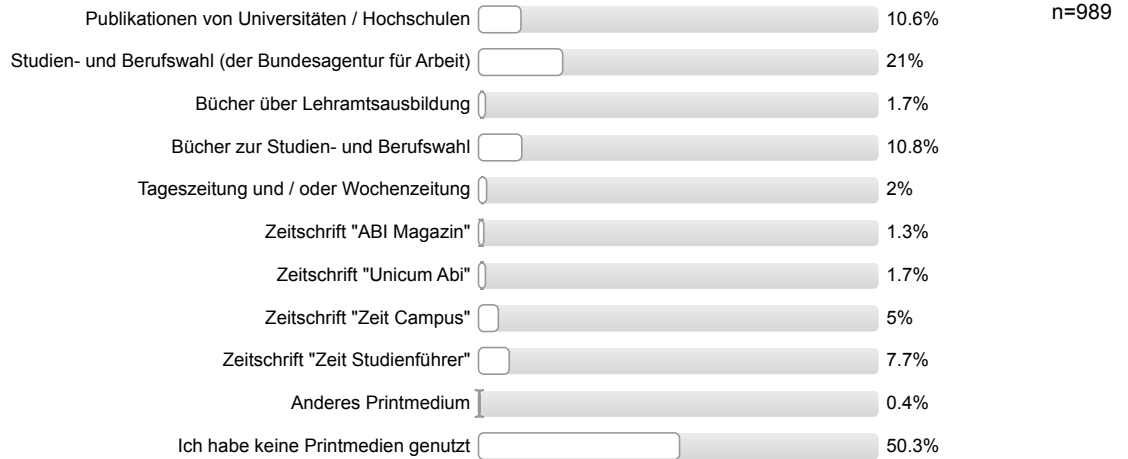 Publikationen von Universitäten / Hochschulen 10.6% n=989
Studien- und Berufswahl (der Bundesagentur für Arbeit) 21%
Bücher über Lehramtsausbildung 1.7%
Bücher zur Studien- und Berufswahl 10.8%
Tageszeitung und / oder Wochenzeitung 2%
Zeitschrift "ABI Magazin" 1.3%
Zeitschrift "Unicum Abi" 1.7%
Zeitschrift "Zeit Campus" 5%
Zeitschrift "Zeit Studienführer" 7.7%
Anderes Printmedium 0.4%
Ich habe keine Printmedien genutzt 50.3%